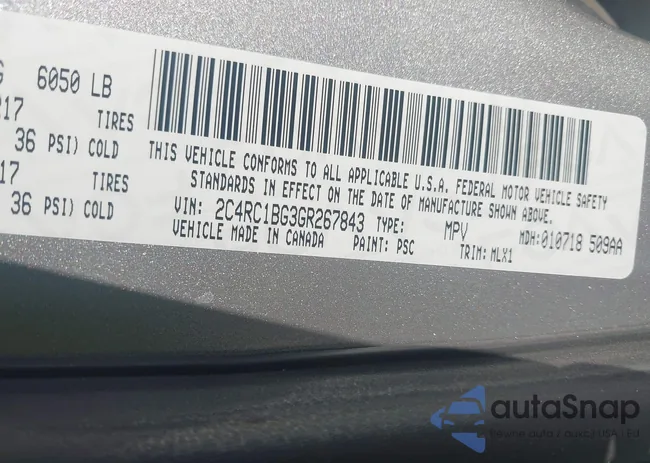 G 6050 LB
R17 TIRES
36 PSI) COLD
17 TIRES
36 PSI) COLD
THIS VEHICLE CONFORMS TO ALL APPLICABLE U.S.A. FEDERAL MOTOR VEHICLE SAFETY
STANDARDS IN EFFECT ON THE DATE OF MANUFACTURE SHOWN ABOVE.
VIN: 2C4RC1BG3GR267843 TYPE: MPV MDH: 010718 509AA
VEHICLE MADE IN CANADA PAINT: PSC TRIM: MLX1
autaSnap